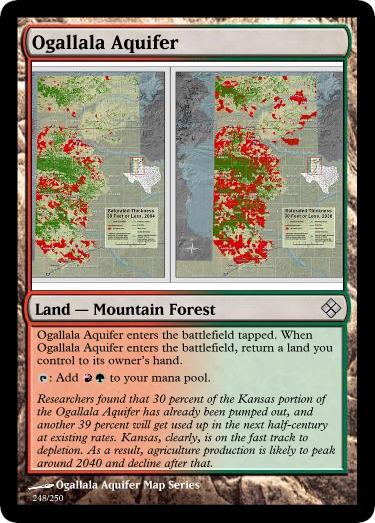 Ogallala Aquifer
Saturated Thickness
30 Feet or Less, 2004
Saturated Thickness
30 Feet or Less, 2030
Land — Mountain Forest
Ogallala Aquifer enters the battlefield tapped. When
Ogallala Aquifer enters the battlefield, return a land you
control to its owner's hand.
: Add to your mana pool.
Researchers found that 30 percent of the Kansas portion of
the Ogallala Aquifer has already been pumped out, and
another 39 percent will get used up in the next half-century
at existing rates. Kansas, clearly, is on the fast track to
depletion. As a result, agriculture production is likely to peak
around 2040 and decline after that.
Ogallala Aquifer Map Series
248/250